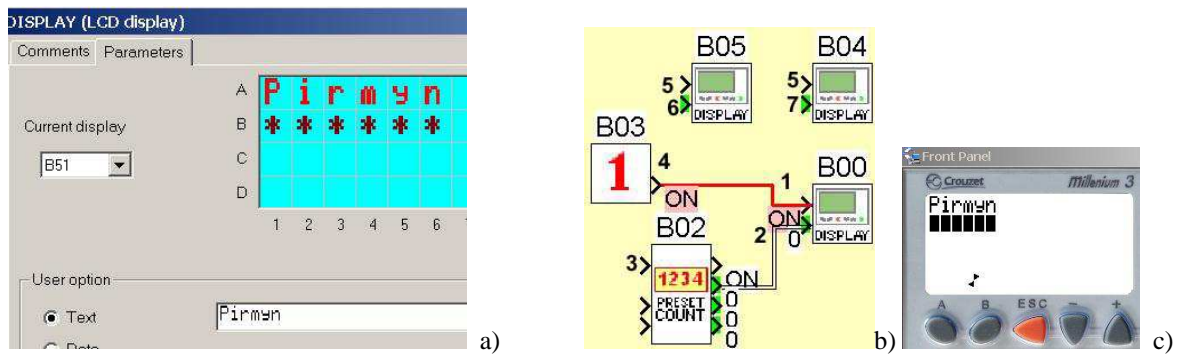 DISPLAY (LCD display)
Comments Parameters
A Pirmyn
Current display B ******
B51 C
D
1 2 3 4 5 6
User option
Text Pirmyn
a)
B05 B04
5 5
6 7
DISPLAY DISPLAY
B03
1 4 1 B00
ON
ON
B02 2 0 DISPLAY
3 1234 ON
PRESET 0
COUNT 0
0
b)
Front Panel
Crouzet Millenium 3
Pirmyn
A B ESC - +
c)